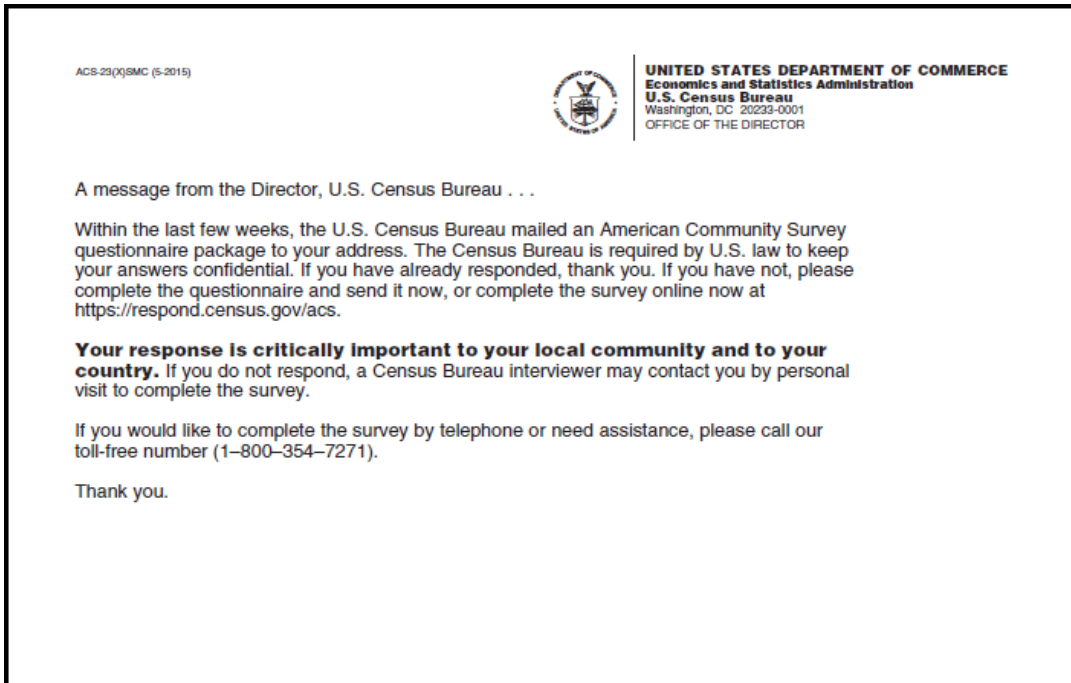 ACS-23(X)SMC (5-2015)
DEPARTMENT OF COMMERCE
UNITED STATES OF AMERICA
UNITED STATES DEPARTMENT OF COMMERCE
Economics and Statistics Administration
U.S. Census Bureau
Washington, DC 20233-0001
OFFICE OF THE DIRECTOR
A message from the Director, U.S. Census Bureau . . .
Within the last few weeks, the U.S. Census Bureau mailed an American Community Survey
questionnaire package to your address. The Census Bureau is required by U.S. law to keep
your answers confidential. If you have already responded, thank you. If you have not, please
complete the questionnaire and send it now, or complete the survey online now at
https://respond.census.gov/acs.
Your response is critically important to your local community and to your
country. If you do not respond, a Census Bureau interviewer may contact you by personal
visit to complete the survey.
If you would like to complete the survey by telephone or need assistance, please call our
toll-free number (1–800–354–7271).
Thank you.